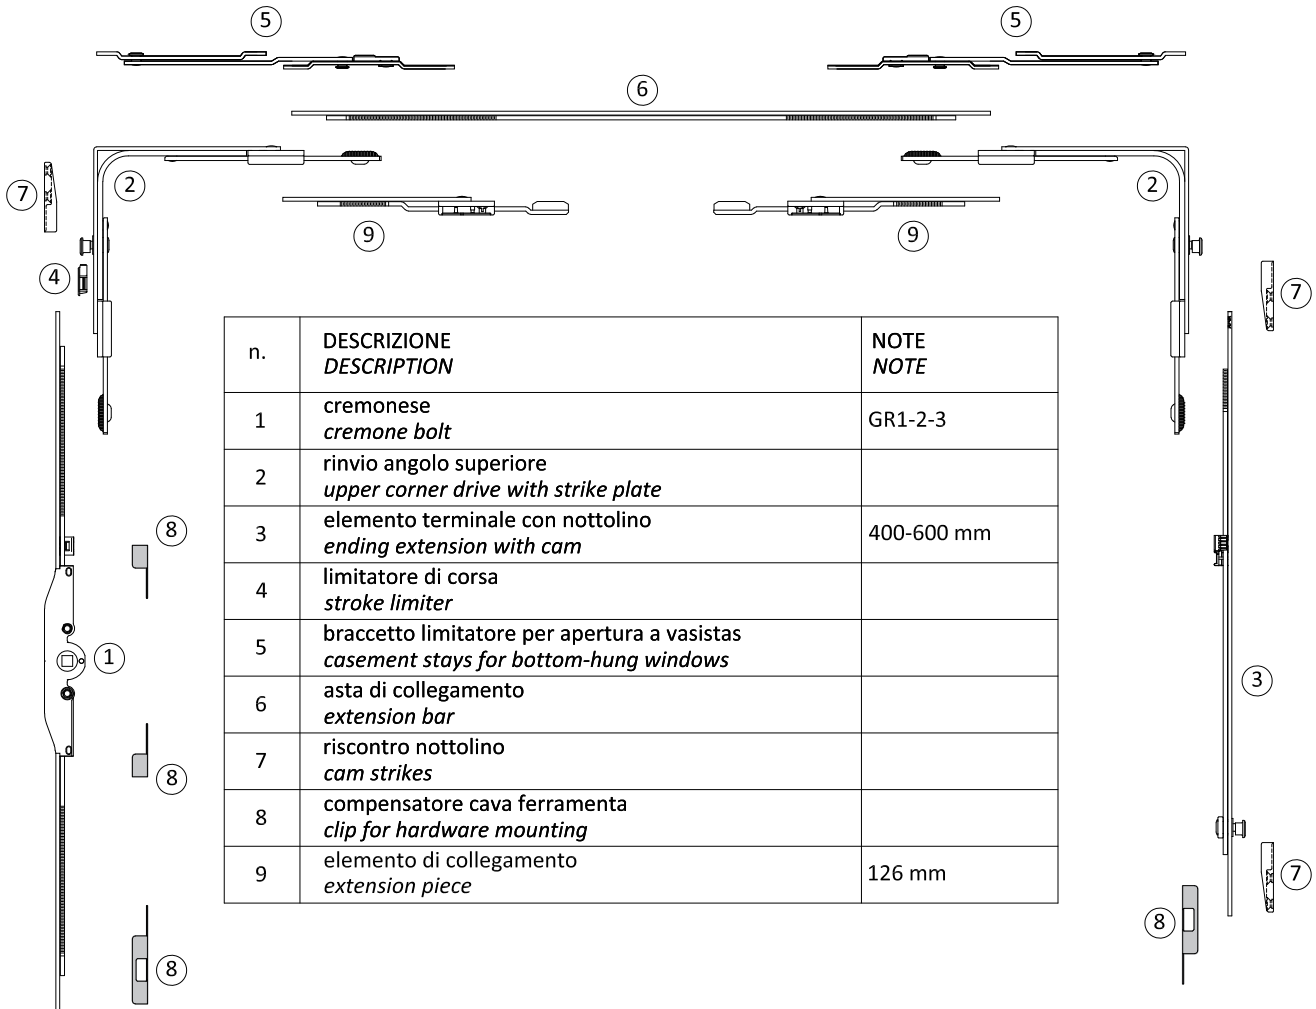 5
5
6
7
2
2
9
9
4
7
n.
DESCRIZIONE
DESCRIPTION
NOTE
NOTE
1
cremonese
cremone bolt
GR1-2-3
2
rinvio angolo superiore
upper corner drive with strike plate
3
elemento terminale con nottolino
ending extension with cam
400-600 mm
4
limitatore di corsa
stroke limiter
5
braccetto limitatore per apertura a vasistas
casement stays for bottom-hung windows
6
asta di collegamento
extension bar
7
riscontro nottolino
cam strikes
8
compensatore cava ferramenta
clip for hardware mounting
9
elemento di collegamento
extension piece
126 mm
8
1
3
8
7
8
8